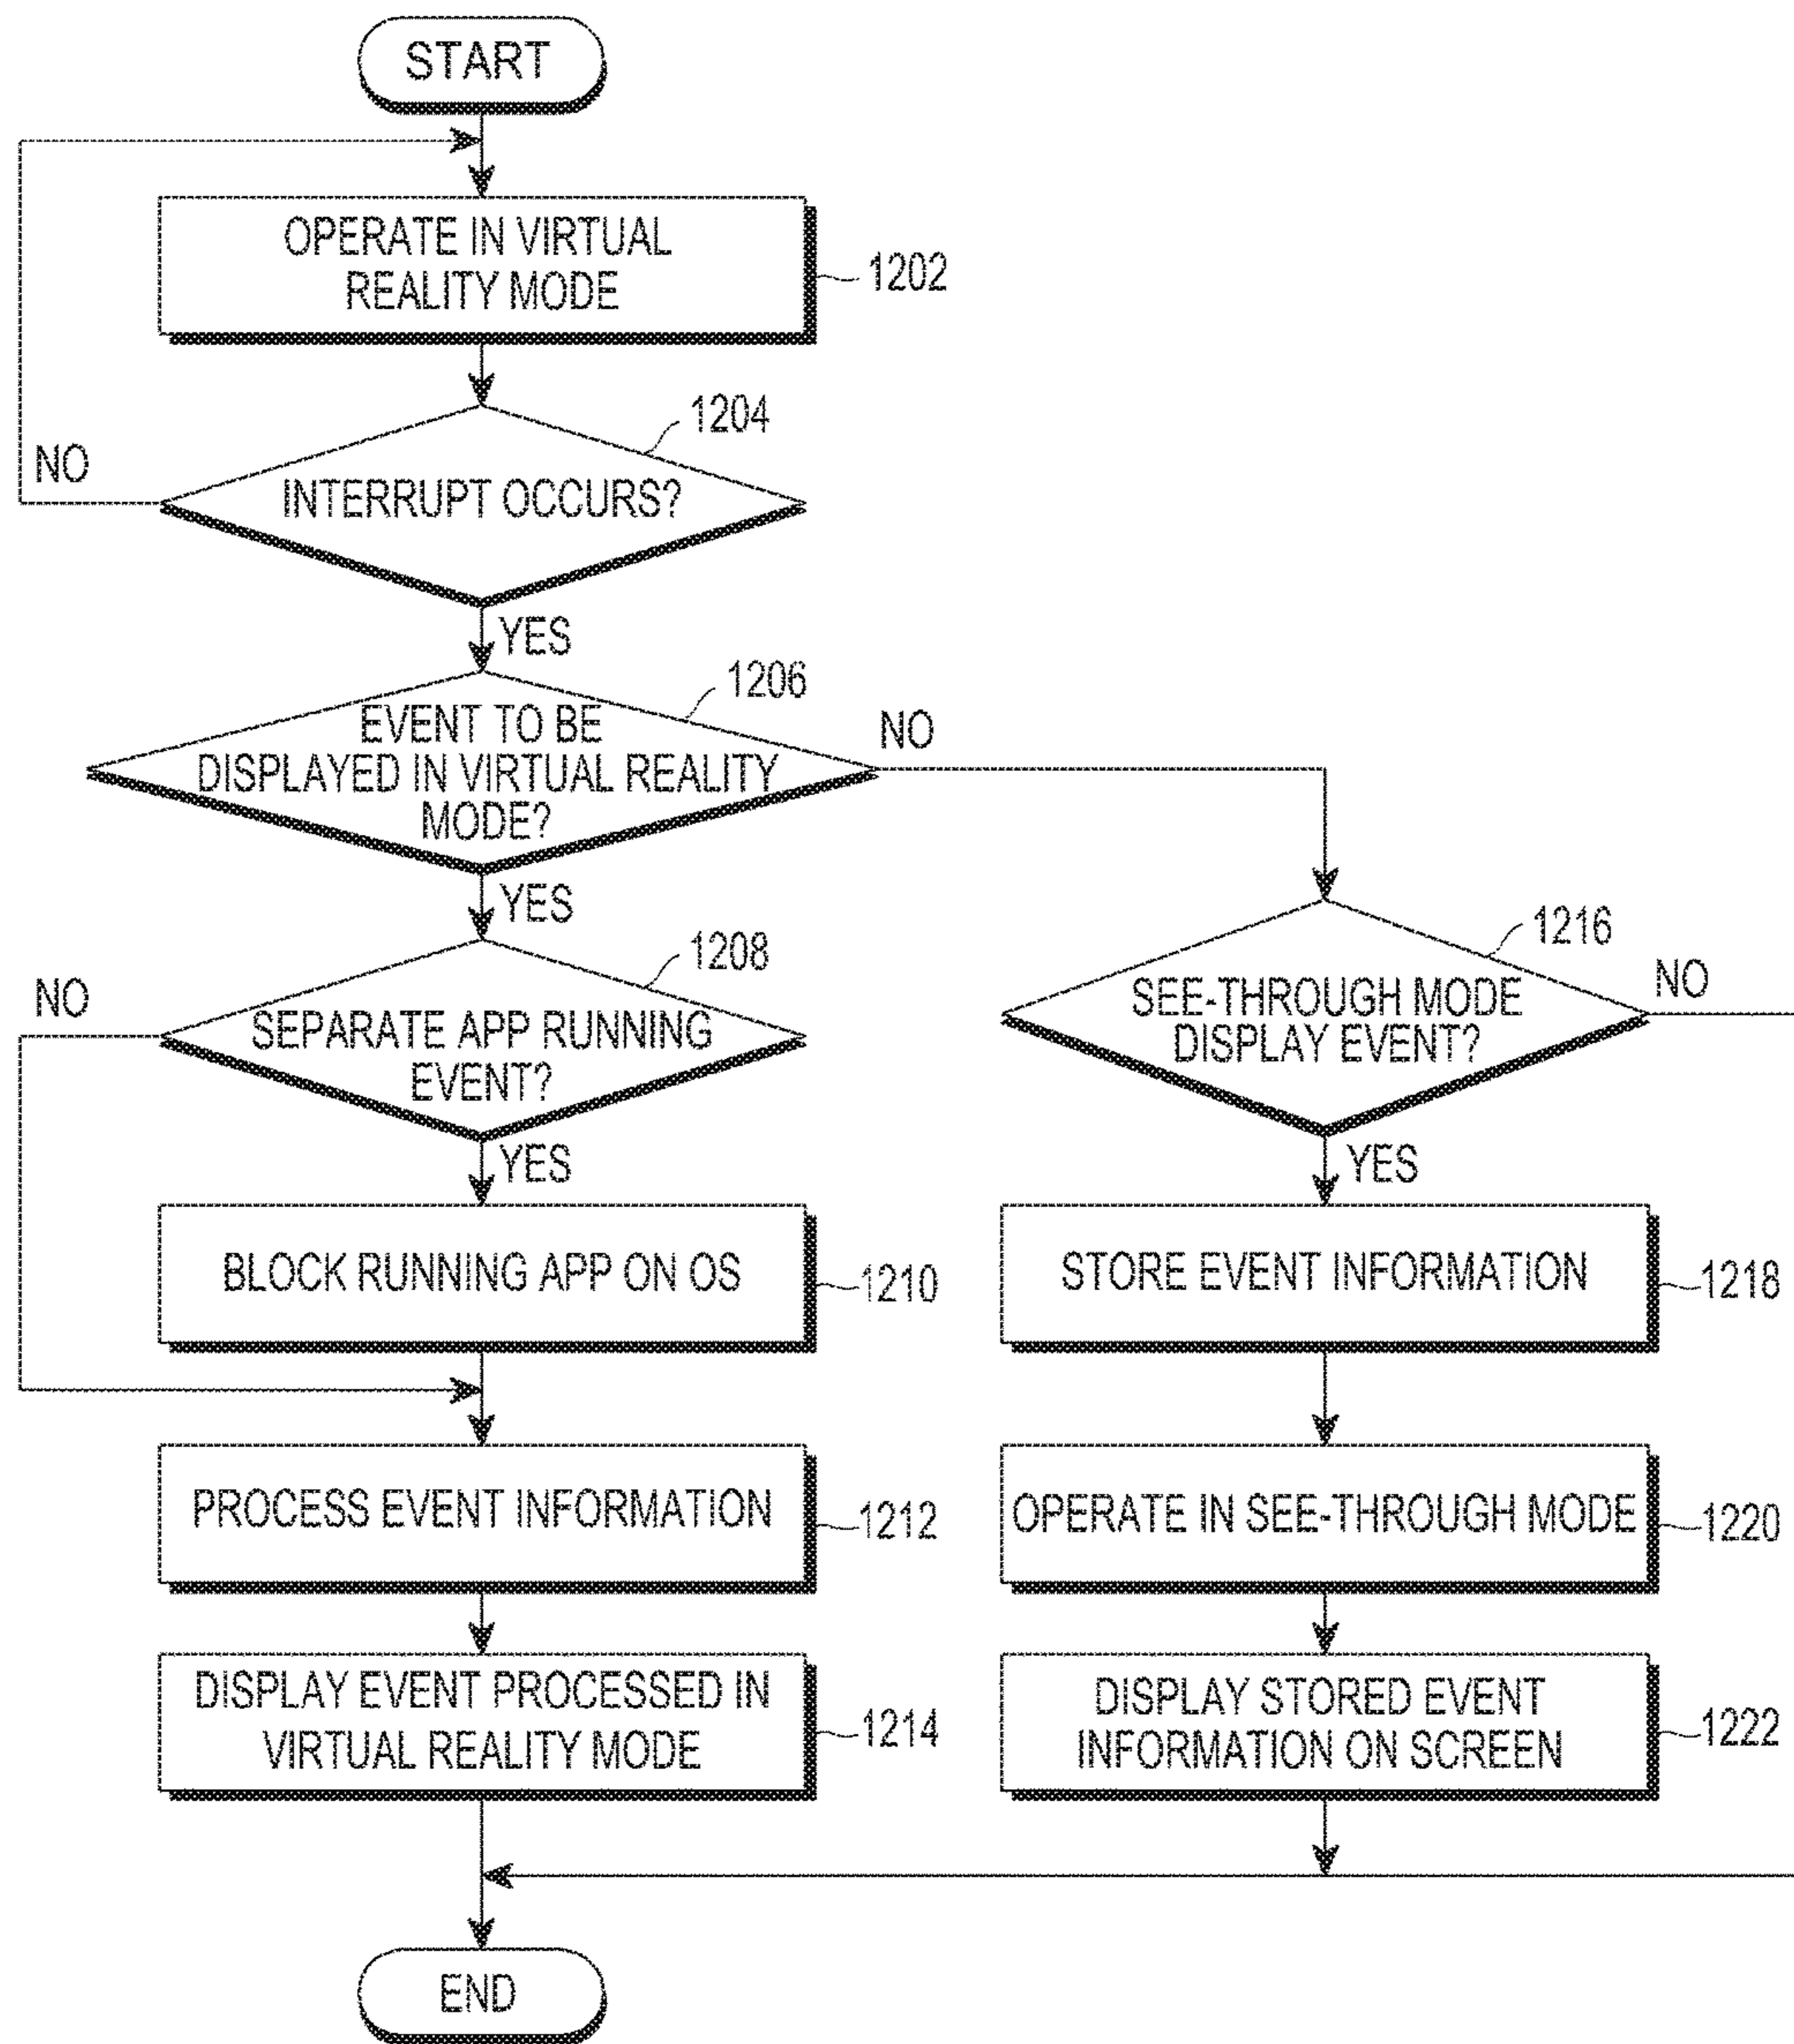 START
OPERATE IN VIRTUAL
REALITY MODE
1202
1204
NO
INTERRUPT OCCURS?
YES
1206
EVENT TO BE
DISPLAYED IN VIRTUAL REALITY
MODE?
NO
YES
1208
NO
SEPARATE APP RUNNING
EVENT?
YES
1216
SEE-THROUGH MODE
DISPLAY EVENT?
NO
YES
BLOCK RUNNING APP ON OS
1210
STORE EVENT INFORMATION
1218
PROCESS EVENT INFORMATION
1212
OPERATE IN SEE-THROUGH MODE
1220
DISPLAY EVENT PROCESSED IN
VIRTUAL REALITY MODE
1214
DISPLAY STORED EVENT
INFORMATION ON SCREEN
1222
END